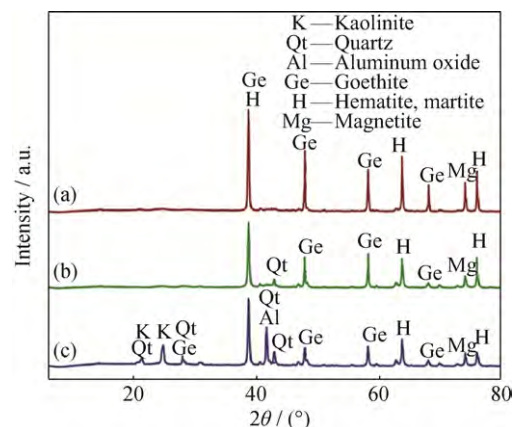 K—Kaolinite
Qt—Quartz
Al—Aluminum oxide
Ge—Goethite
H—Hematite, martite
Mg—Magnetite
Ge
H
Ge
Ge
H
Ge
Mg
H
(a)
Qt
Ge
Ge
H
Ge
Mg
H
(b)
K
Qt
K
Qt
Ge
Qt
Al
Qt
Ge
Ge
H
Ge
Mg
H
(c)
Intensity / a.u.
20 40 60 80
2θ / (°)